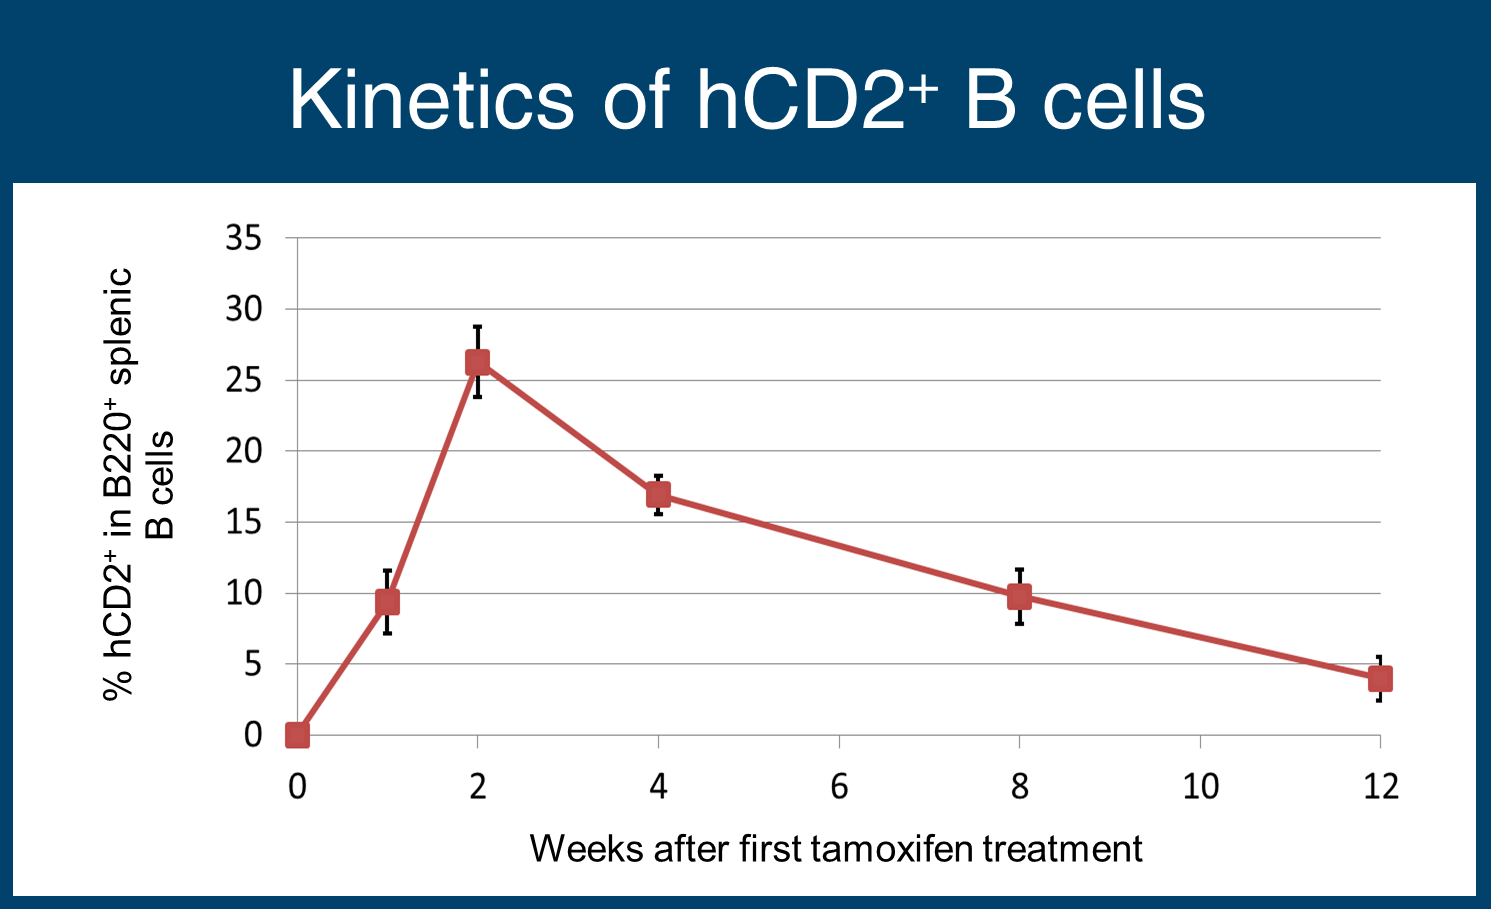 Kinetics of hCD2⁺ B cells
% hCD2⁺ in B220⁺ splenic
B cells
35
30
25
20
15
10
5
0
0 2 4 6 8 10 12
Weeks after first tamoxifen treatment